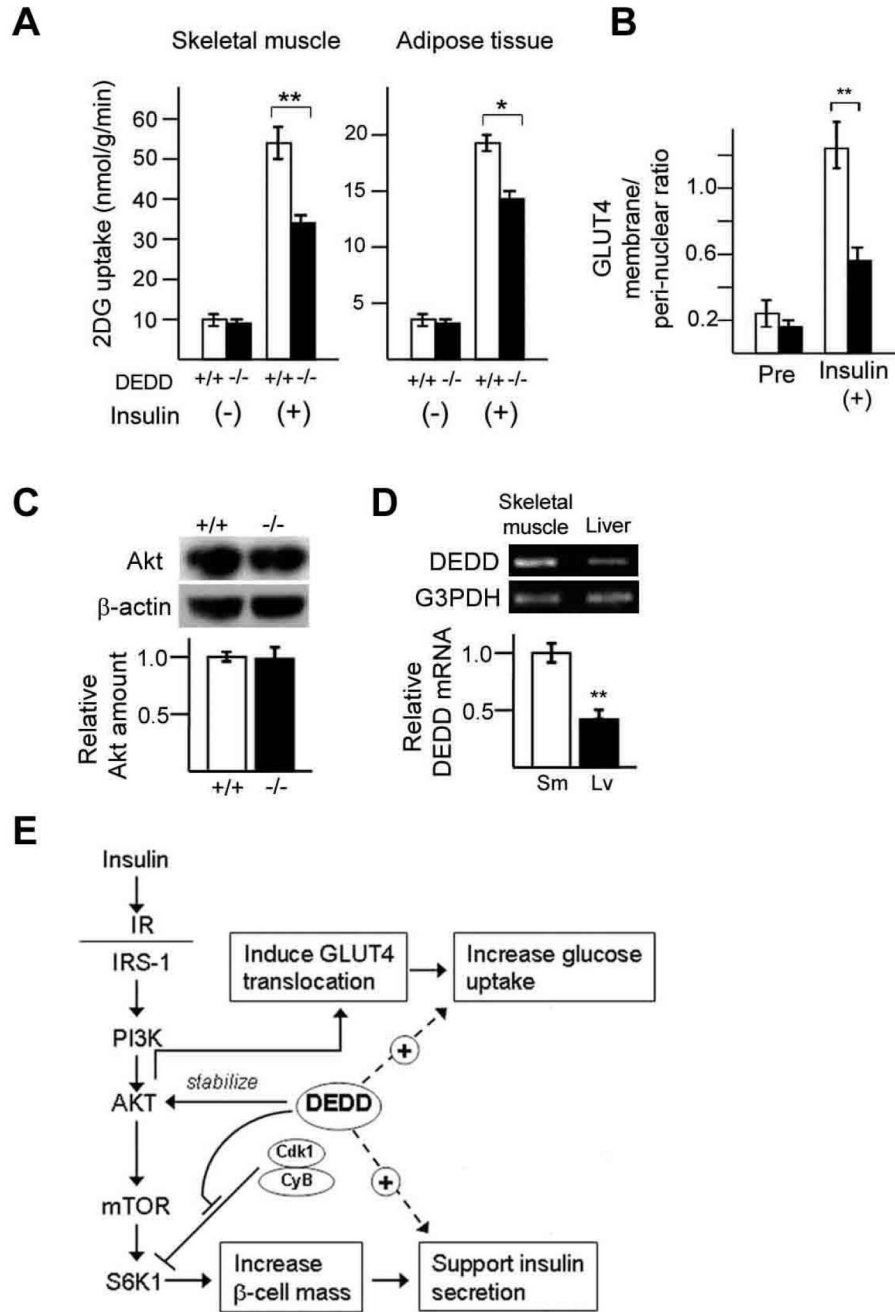 A
Skeletal muscle
Adipose tissue
2DG uptake (nmol/g/min)
60
50
40
30
20
10
**
20
15
10
5
*
DEDD +/+ -/- +/+ -/- +/+ -/- +/+ -/-
Insulin (-) (+) (-) (+)
B
GLUT4
membrane/
peri-nuclear ratio
1.0
0.6
0.2
**
Pre
Insulin
(+)
C
+/+ -/-
Akt
β-actin
Relative
Akt amount
1.0
0.5
+/+ -/-
D
Skeletal
muscle
Liver
DEDD
G3PDH
Relative
DEDD mRNA
1.0
0.5
**
Sm Lv
E
Insulin
IR
IRS-1
PI3K
AKT
mTOR
S6K1
Induce GLUT4
translocation
Increase glucose
uptake
+
stabilize
DEDD
Cdk1
CyB
+
Increase
β-cell mass
Support insulin
secretion